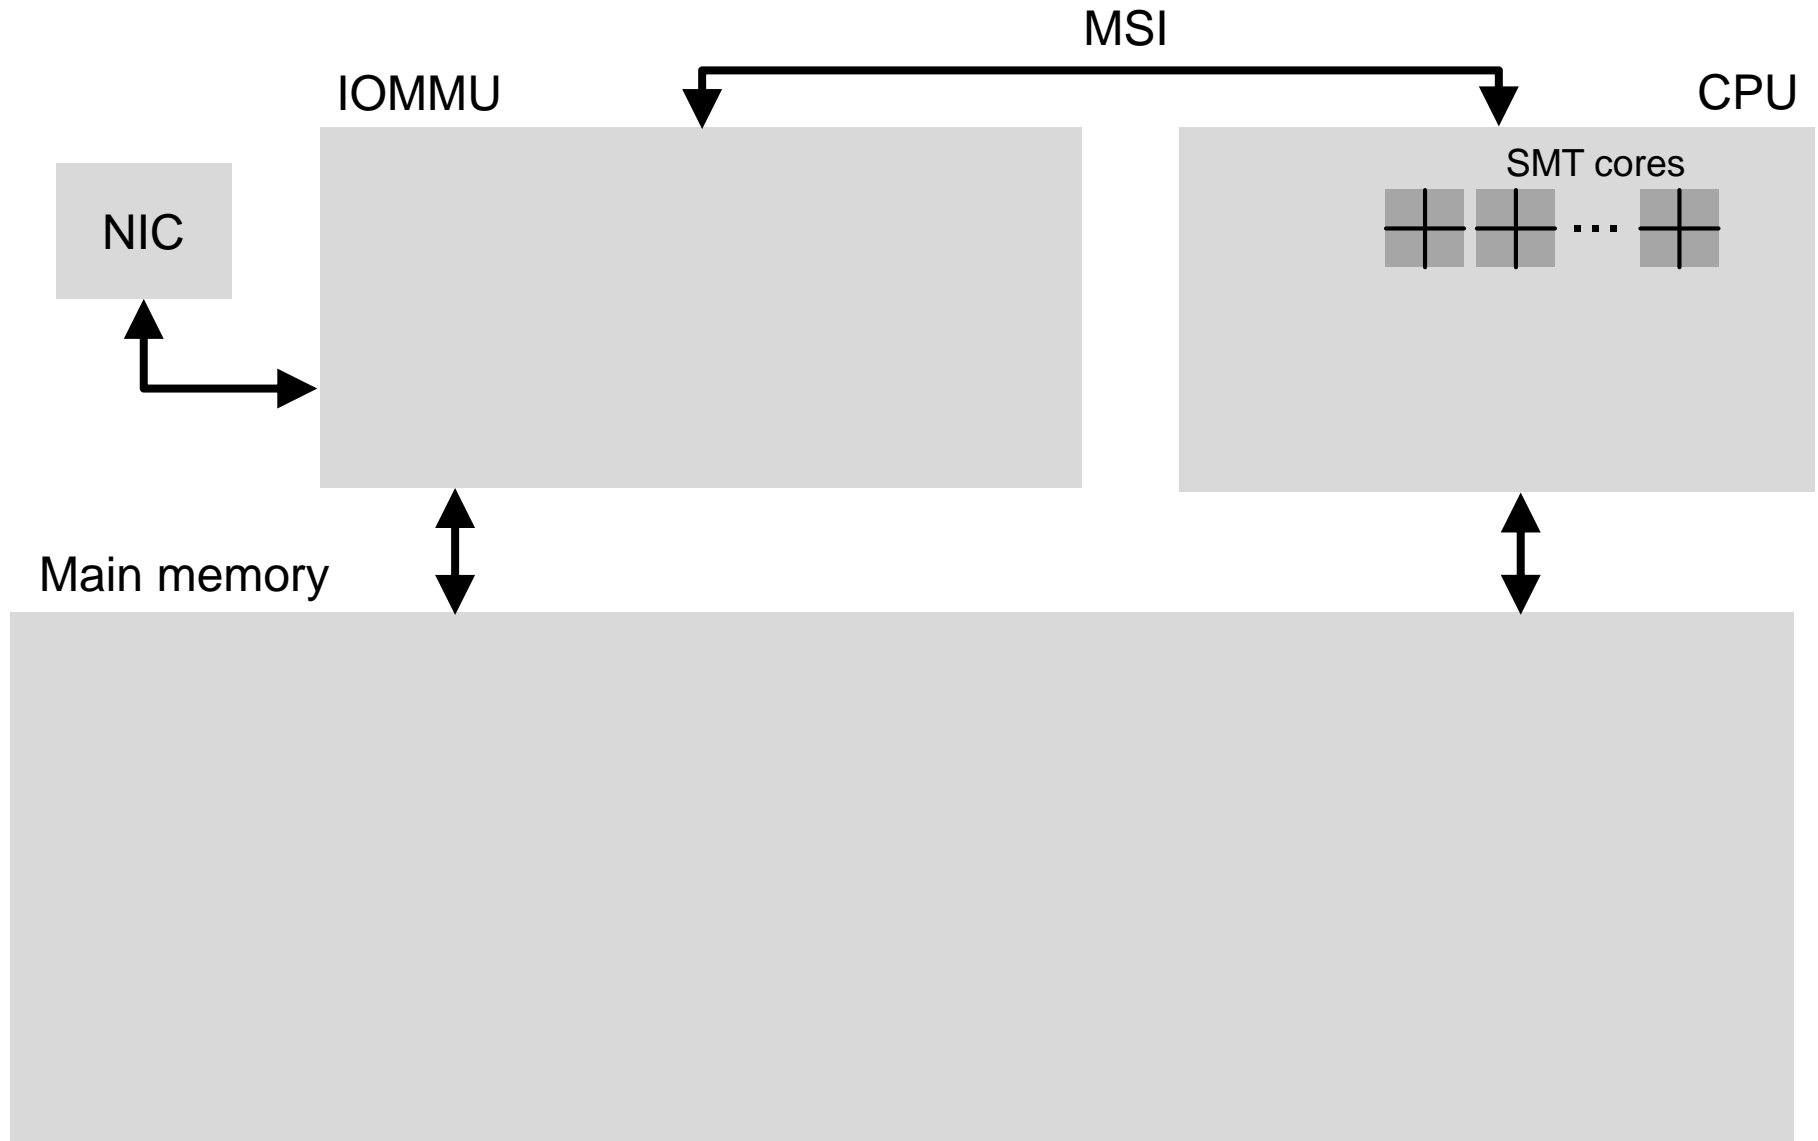 MSI
IOMMU
CPU
SMT cores
NIC
...
Main memory